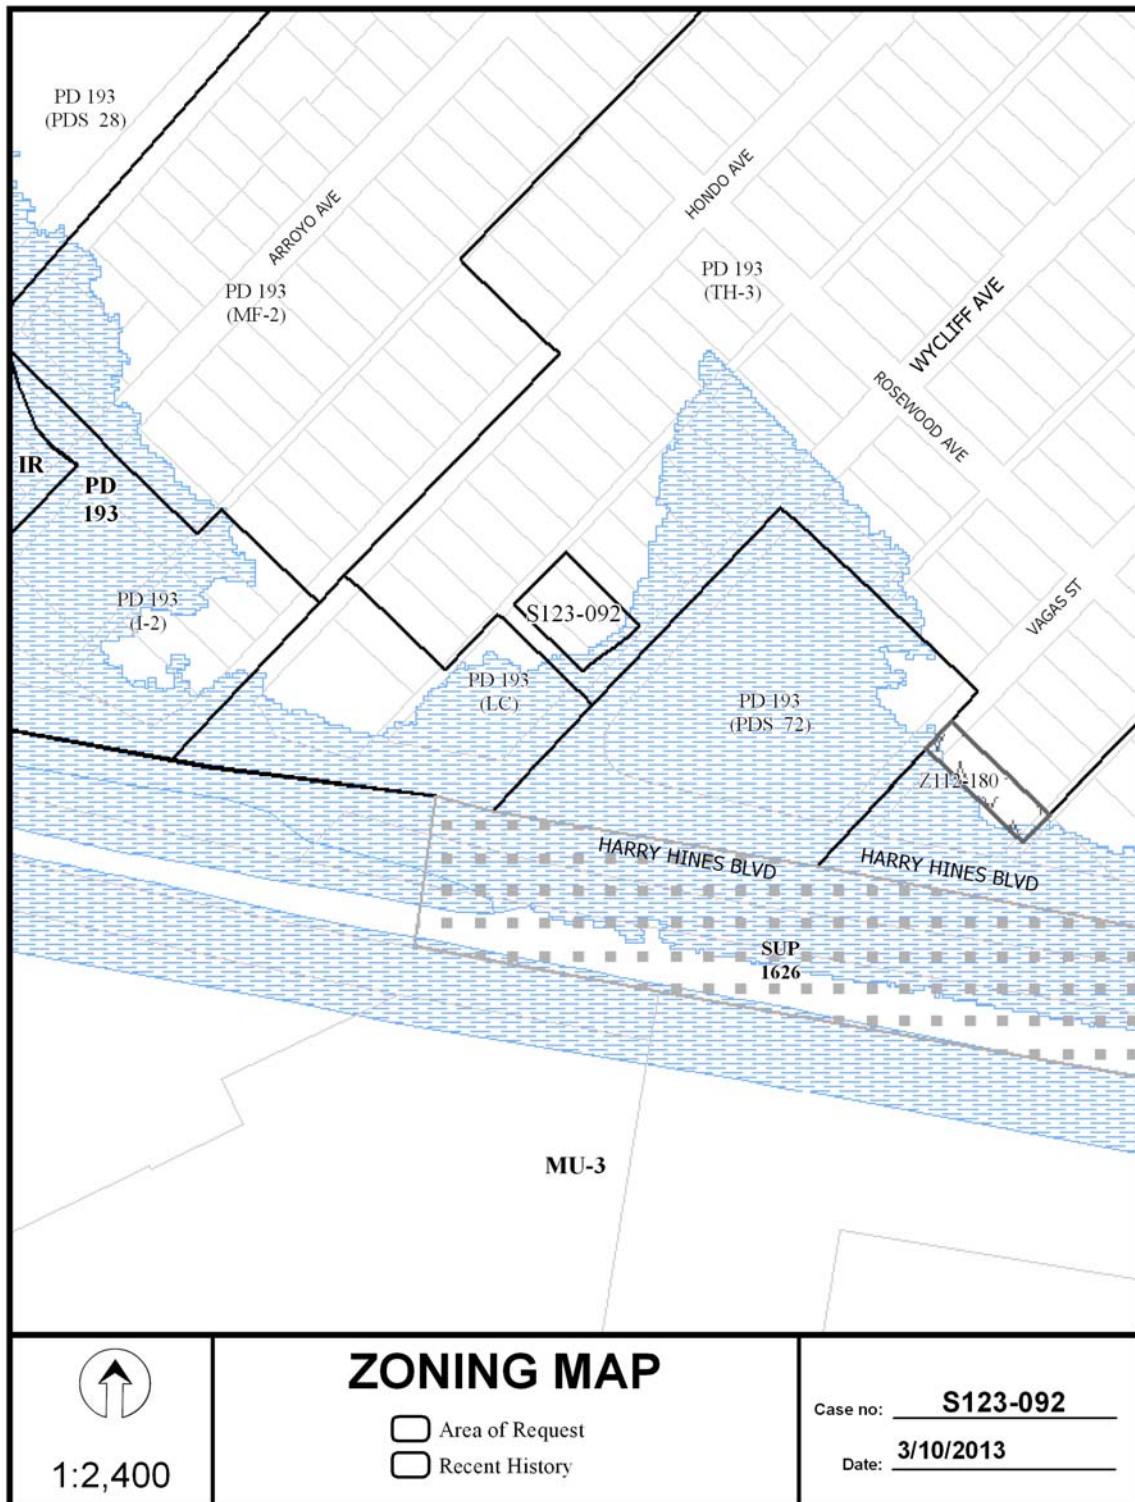 PD 193
(PDS 28)
ARROYO AVE
HONDO AVE
PD 193
(MF-2)
PD 193
(TH-3)
WYCLIFF AVE
ROSEWOOD AVE
IR
PD
193
PD 193
(I-2)
S123-092
VAGAS ST
PD 193
(LC)
PD 193
(PDS 72)
Z112-180
HARRY HINES BLVD
HARRY HINES BLVD
SUP
1626
MU-3
1:2,400
ZONING MAP
Area of Request
Recent History
Case no: S123-092
Date: 3/10/2013